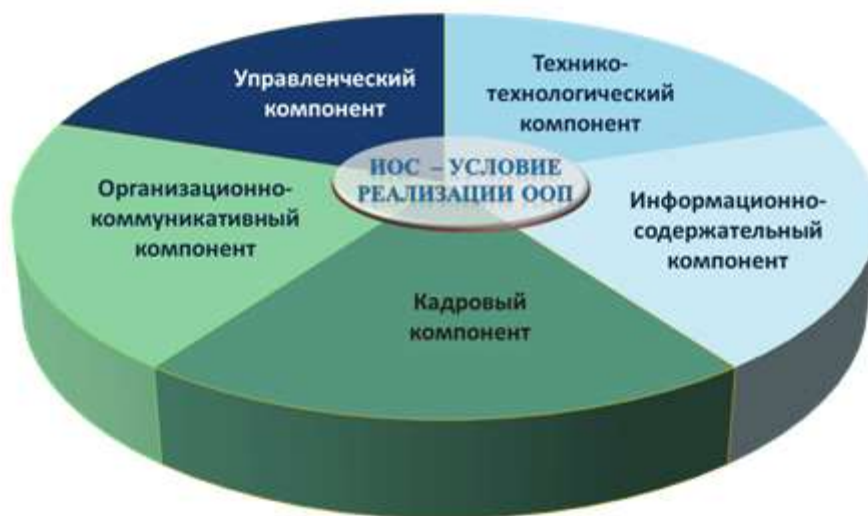 Управленческий
компонент
Технико-
технологический
компонент
ИОС – УСЛОВИЕ
РЕАЛИЗАЦИИ ООП
Организационно-
коммуникативный
компонент
Информационно-
содержательный
компонент
Кадровый
компонент